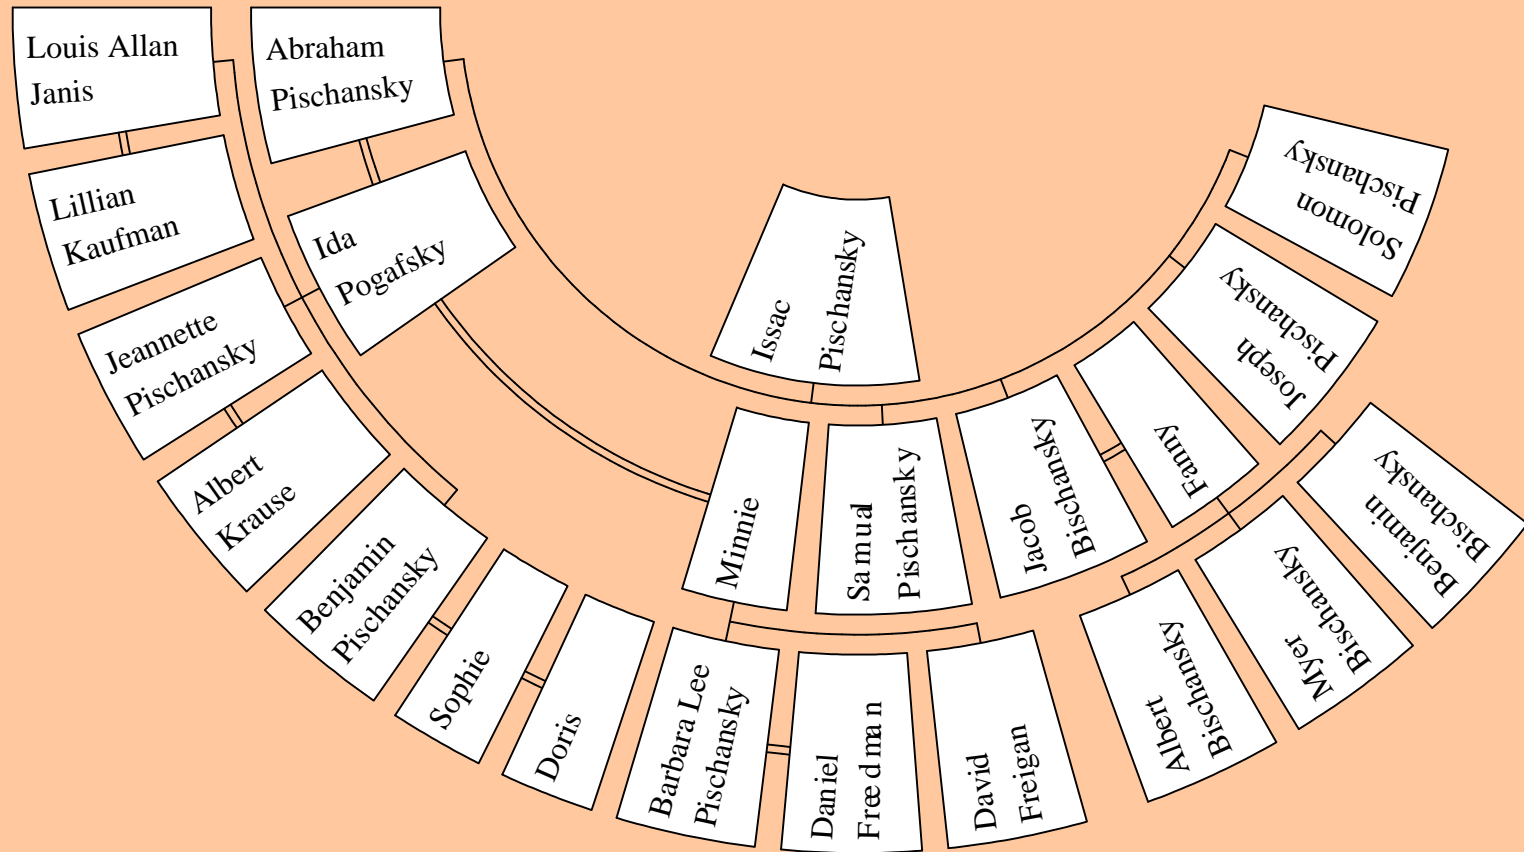 Louis Allan
Janis
Abraham
Pischansky
Lillian
Kaufman
Ida
Pogafsky
Jeannette
Pischansky
Albert
Krause
Benjamin
Pischansky
Sophie
Doris
Issac
Pischansky
Minnie
Samual
Pischansky
Jacob
Bischansky
Fanny
Joseph
Pischansky
Solomon
Pischansky
Barbara Lee
Pischansky
Daniel
Freedman
David
Freigan
Albert
Bischansky
Myer
Bischansky
Benjamin
Bischansky